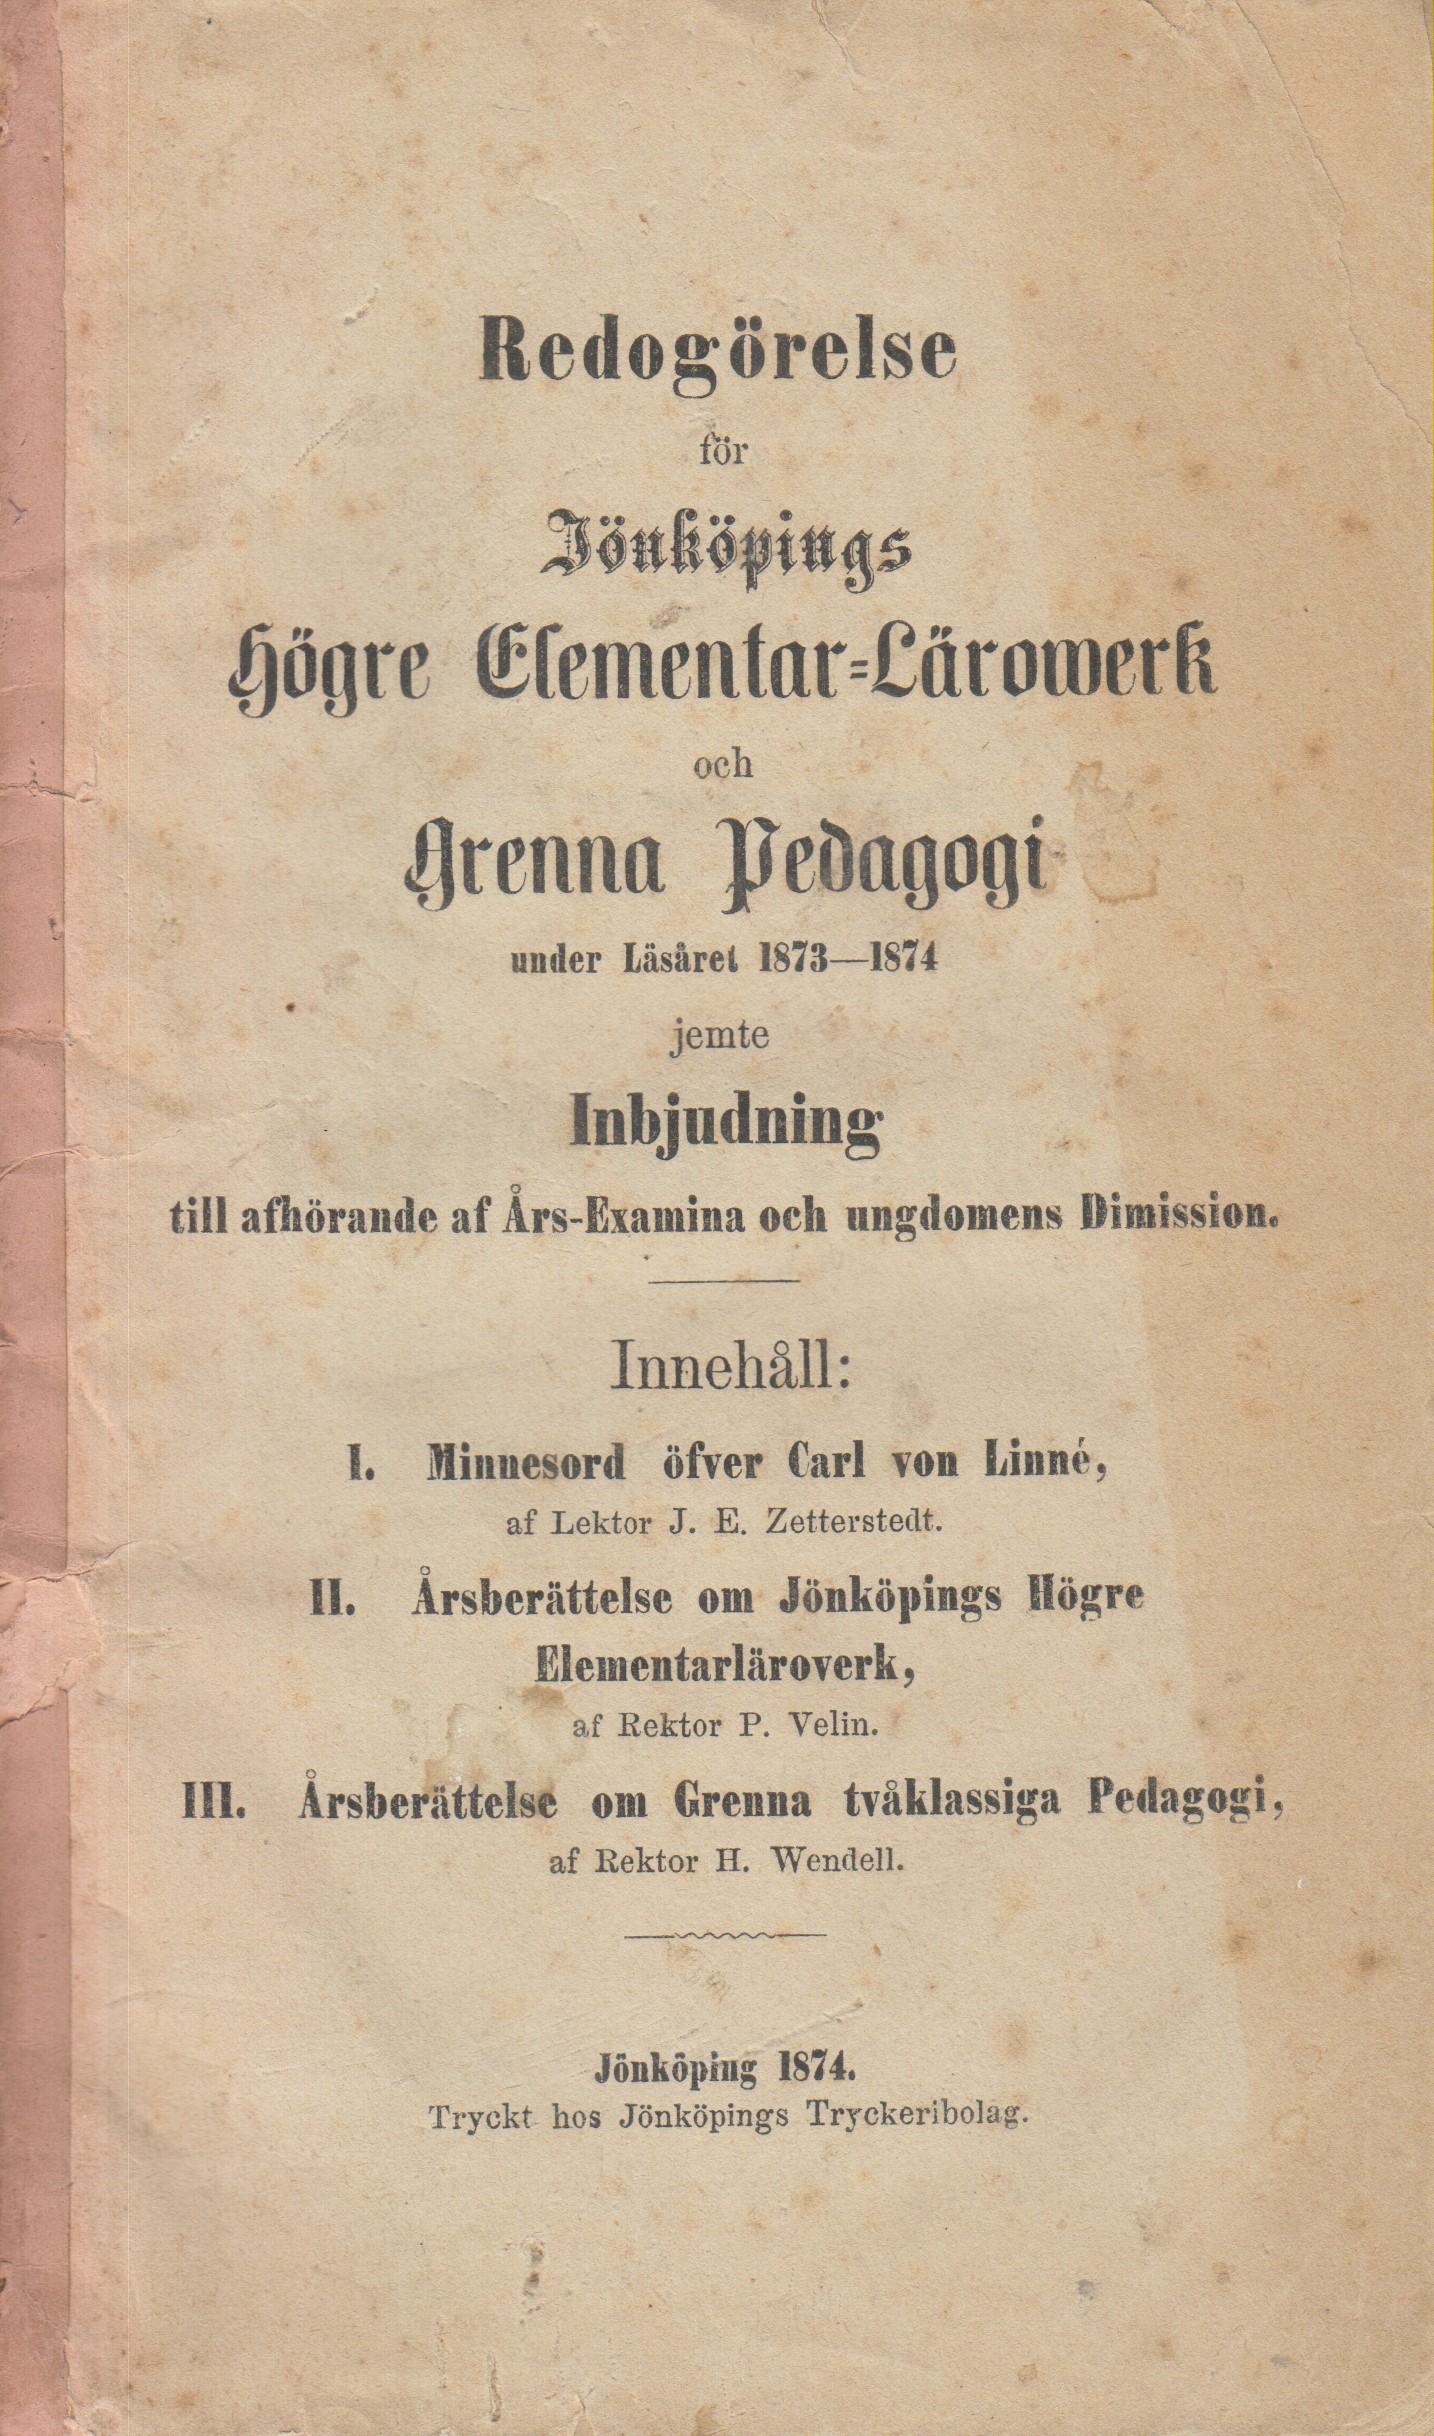 Redogörelse
för
Jönköpings
Högre Elementar-Lärowerk
och
Grenna Pedagogi
under Läsåret 1873—1874
jemte
Inbjudning
till afhörande af Års-Examina och ungdomens Dimission.
Innehåll:
I. Minnesord öfver Carl von Linné,
af Lektor J. E. Zetterstedt.
II. Årsberättelse om Jönköpings Högre
Elementarläroverk,
af Rektor P. Velin.
III. Årsberättelse om Grenna tvåklassiga Pedagogi,
af Rektor H. Wendell.
Jönköping 1874.
Tryckt hos Jönköpings Tryckeribolag.